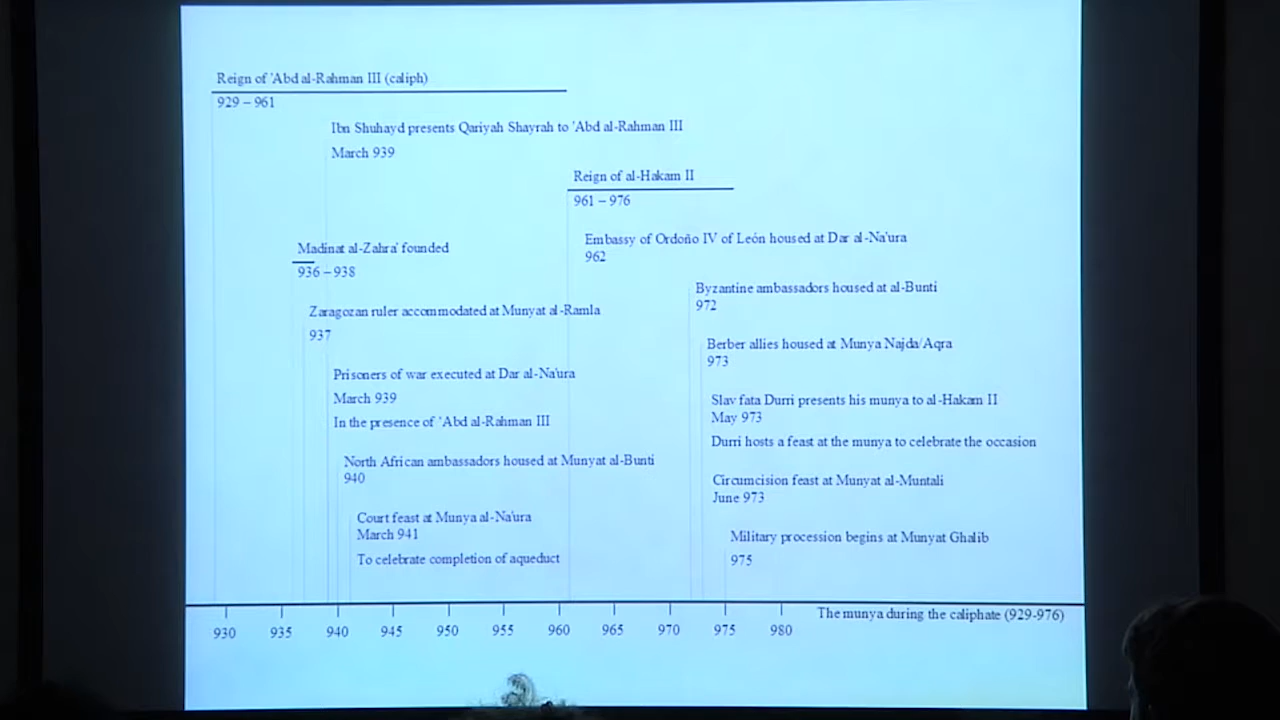 Reign of 'Abd al-Rahman III (caliph)
929 – 961
Ibn Shuhayd presents Qariyah Shayrah to 'Abd al-Rahman III
March 939
Reign of al-Hakam II
961 – 976
Embassy of Ordoño IV of León housed at Dar al-Na'ura
962
Madinat al-Zahra' founded
936 – 938
Byzantine ambassadors housed at al-Bunti
972
Zaragozan ruler accommodated at Munyat al-Ramla
937
Berber allies housed at Munya Najda/Aqra
973
Prisoners of war executed at Dar al-Na'ura
March 939
In the presence of 'Abd al-Rahman III
Slav fata Durri presents his munya to al-Hakam II
May 973
Durri hosts a feast at the munya to celebrate the occasion
North African ambassadors housed at Munyat al-Bunti
940
Circumcision feast at Munyat al-Muntali
June 973
Court feast at Munya al-Na'ura
March 941
To celebrate completion of aqueduct
Military procession begins at Munyat Ghalib
975
The munya during the caliphate (929-976)
930 935 940 945 950 955 960 965 970 975 980